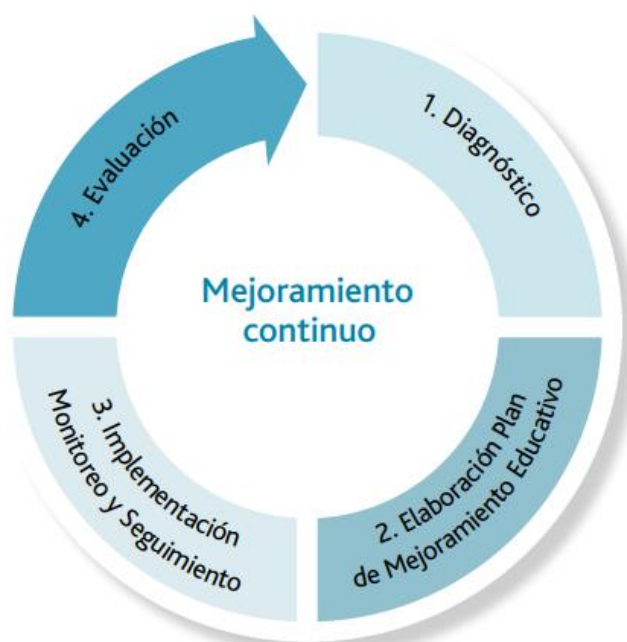 Mejoramiento
continuo
1. Diagnóstico
2. Elaboración Plan
de Mejoramiento Educativo
3. Implementación
Monitoreo y Seguimiento
4. Evaluación